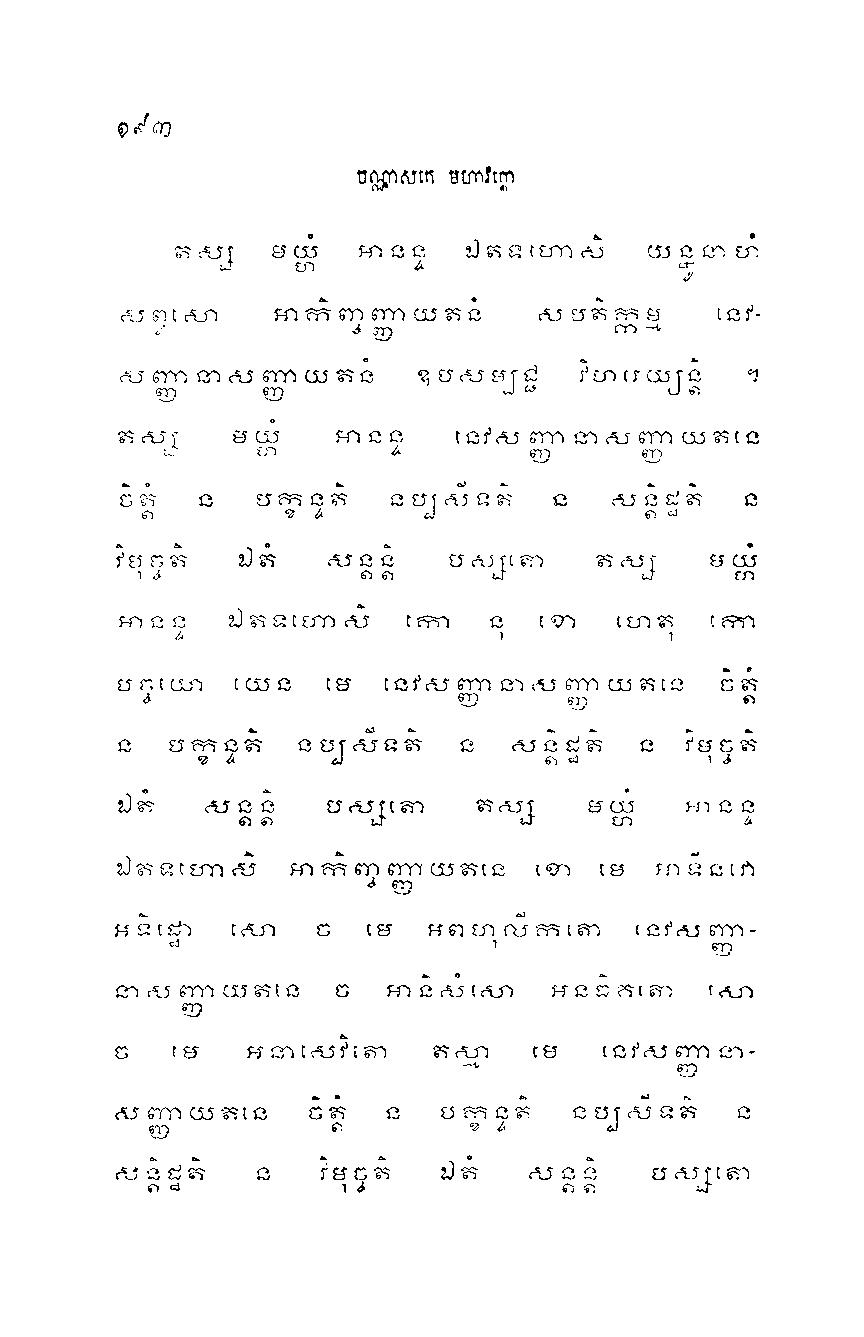 ១៩៣
បណ្ណាសកេ មហាវគ្គោ
តស្ស មយ្ហំ អានន្ទ ឯតទហោសិ យន្នូនាហំ
សព្វសោ អាកិញ្ចញ្ញាយតនំ សមតិក្កម្ម នេវ-
សញ្ញានាសញ្ញាយតនំ ឧបសម្បជ្ជ វិហរេយ្យន្តិ ។
តស្ស មយ្ហំ អានន្ទ នេវសញ្ញានាសញ្ញាយតនេ
ចិត្តំ ន បក្ខន្ទតិ នប្បសីទតិ ន សន្តិដ្ឋតិ ន
វិមុច្ចតិ ឯតំ សន្តន្តិ បស្សតោ តស្ស មយ្ហំ
អានន្ទ ឯតទហោសិ កោ នុ ខោ ហេតុ កោ
បច្ចយោ យេន មេ នេវសញ្ញានាសញ្ញាយតនេ ចិត្តំ
ន បក្ខន្ទតិ នប្បសីទតិ ន សន្តិដ្ឋតិ ន វិមុច្ចតិ
ឯតំ សន្តន្តិ បស្សតោ តស្ស មយ្ហំ អានន្ទ
ឯតទហោសិ អាកិញ្ចញ្ញាយតនេ ខោ មេ អាទីនវោ
អទិដ្ឋោ សោ ច មេ អពហុលីកតោ នេវសញ្ញា-
នាសញ្ញាយតនេ ច អានិសំសោ អនធិគតោ សោ
ច មេ អនាសេវិតោ តស្មា មេ នេវសញ្ញានា-
សញ្ញាយតនេ ចិត្តំ ន បក្ខន្ទតិ នប្បសីទតិ ន
សន្តិដ្ឋតិ ន វិមុច្ចតិ ឯតំ សន្តន្តិ បស្សតោ